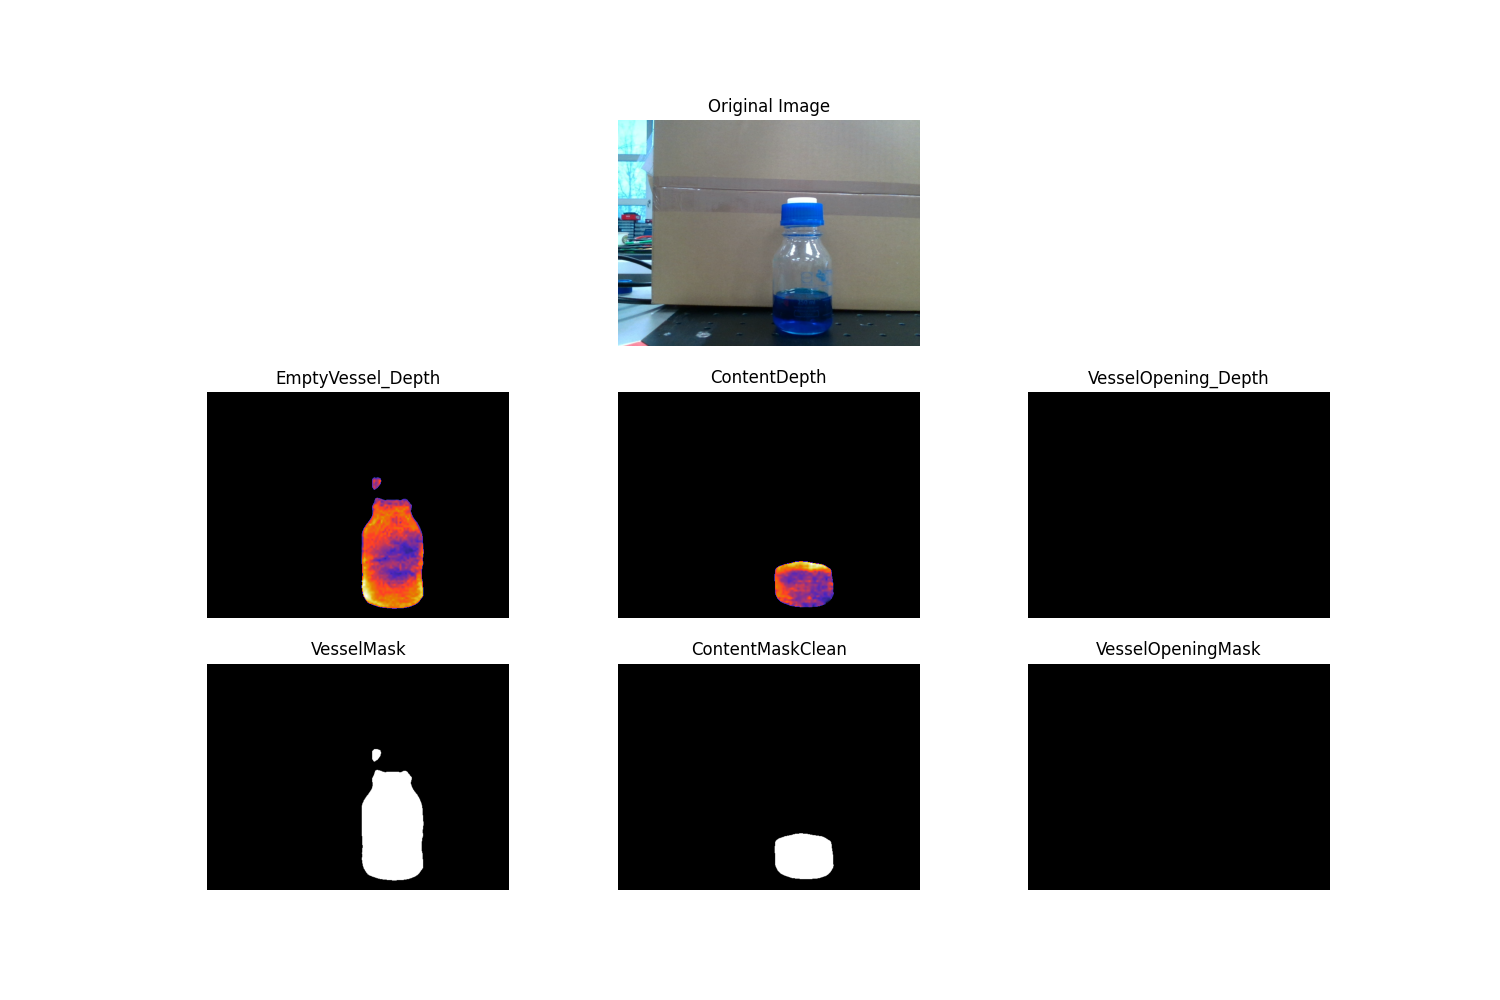 Original Image
EmptyVessel_Depth
ContentDepth
VesselOpening_Depth
VesselMask
ContentMaskClean
VesselOpeningMask